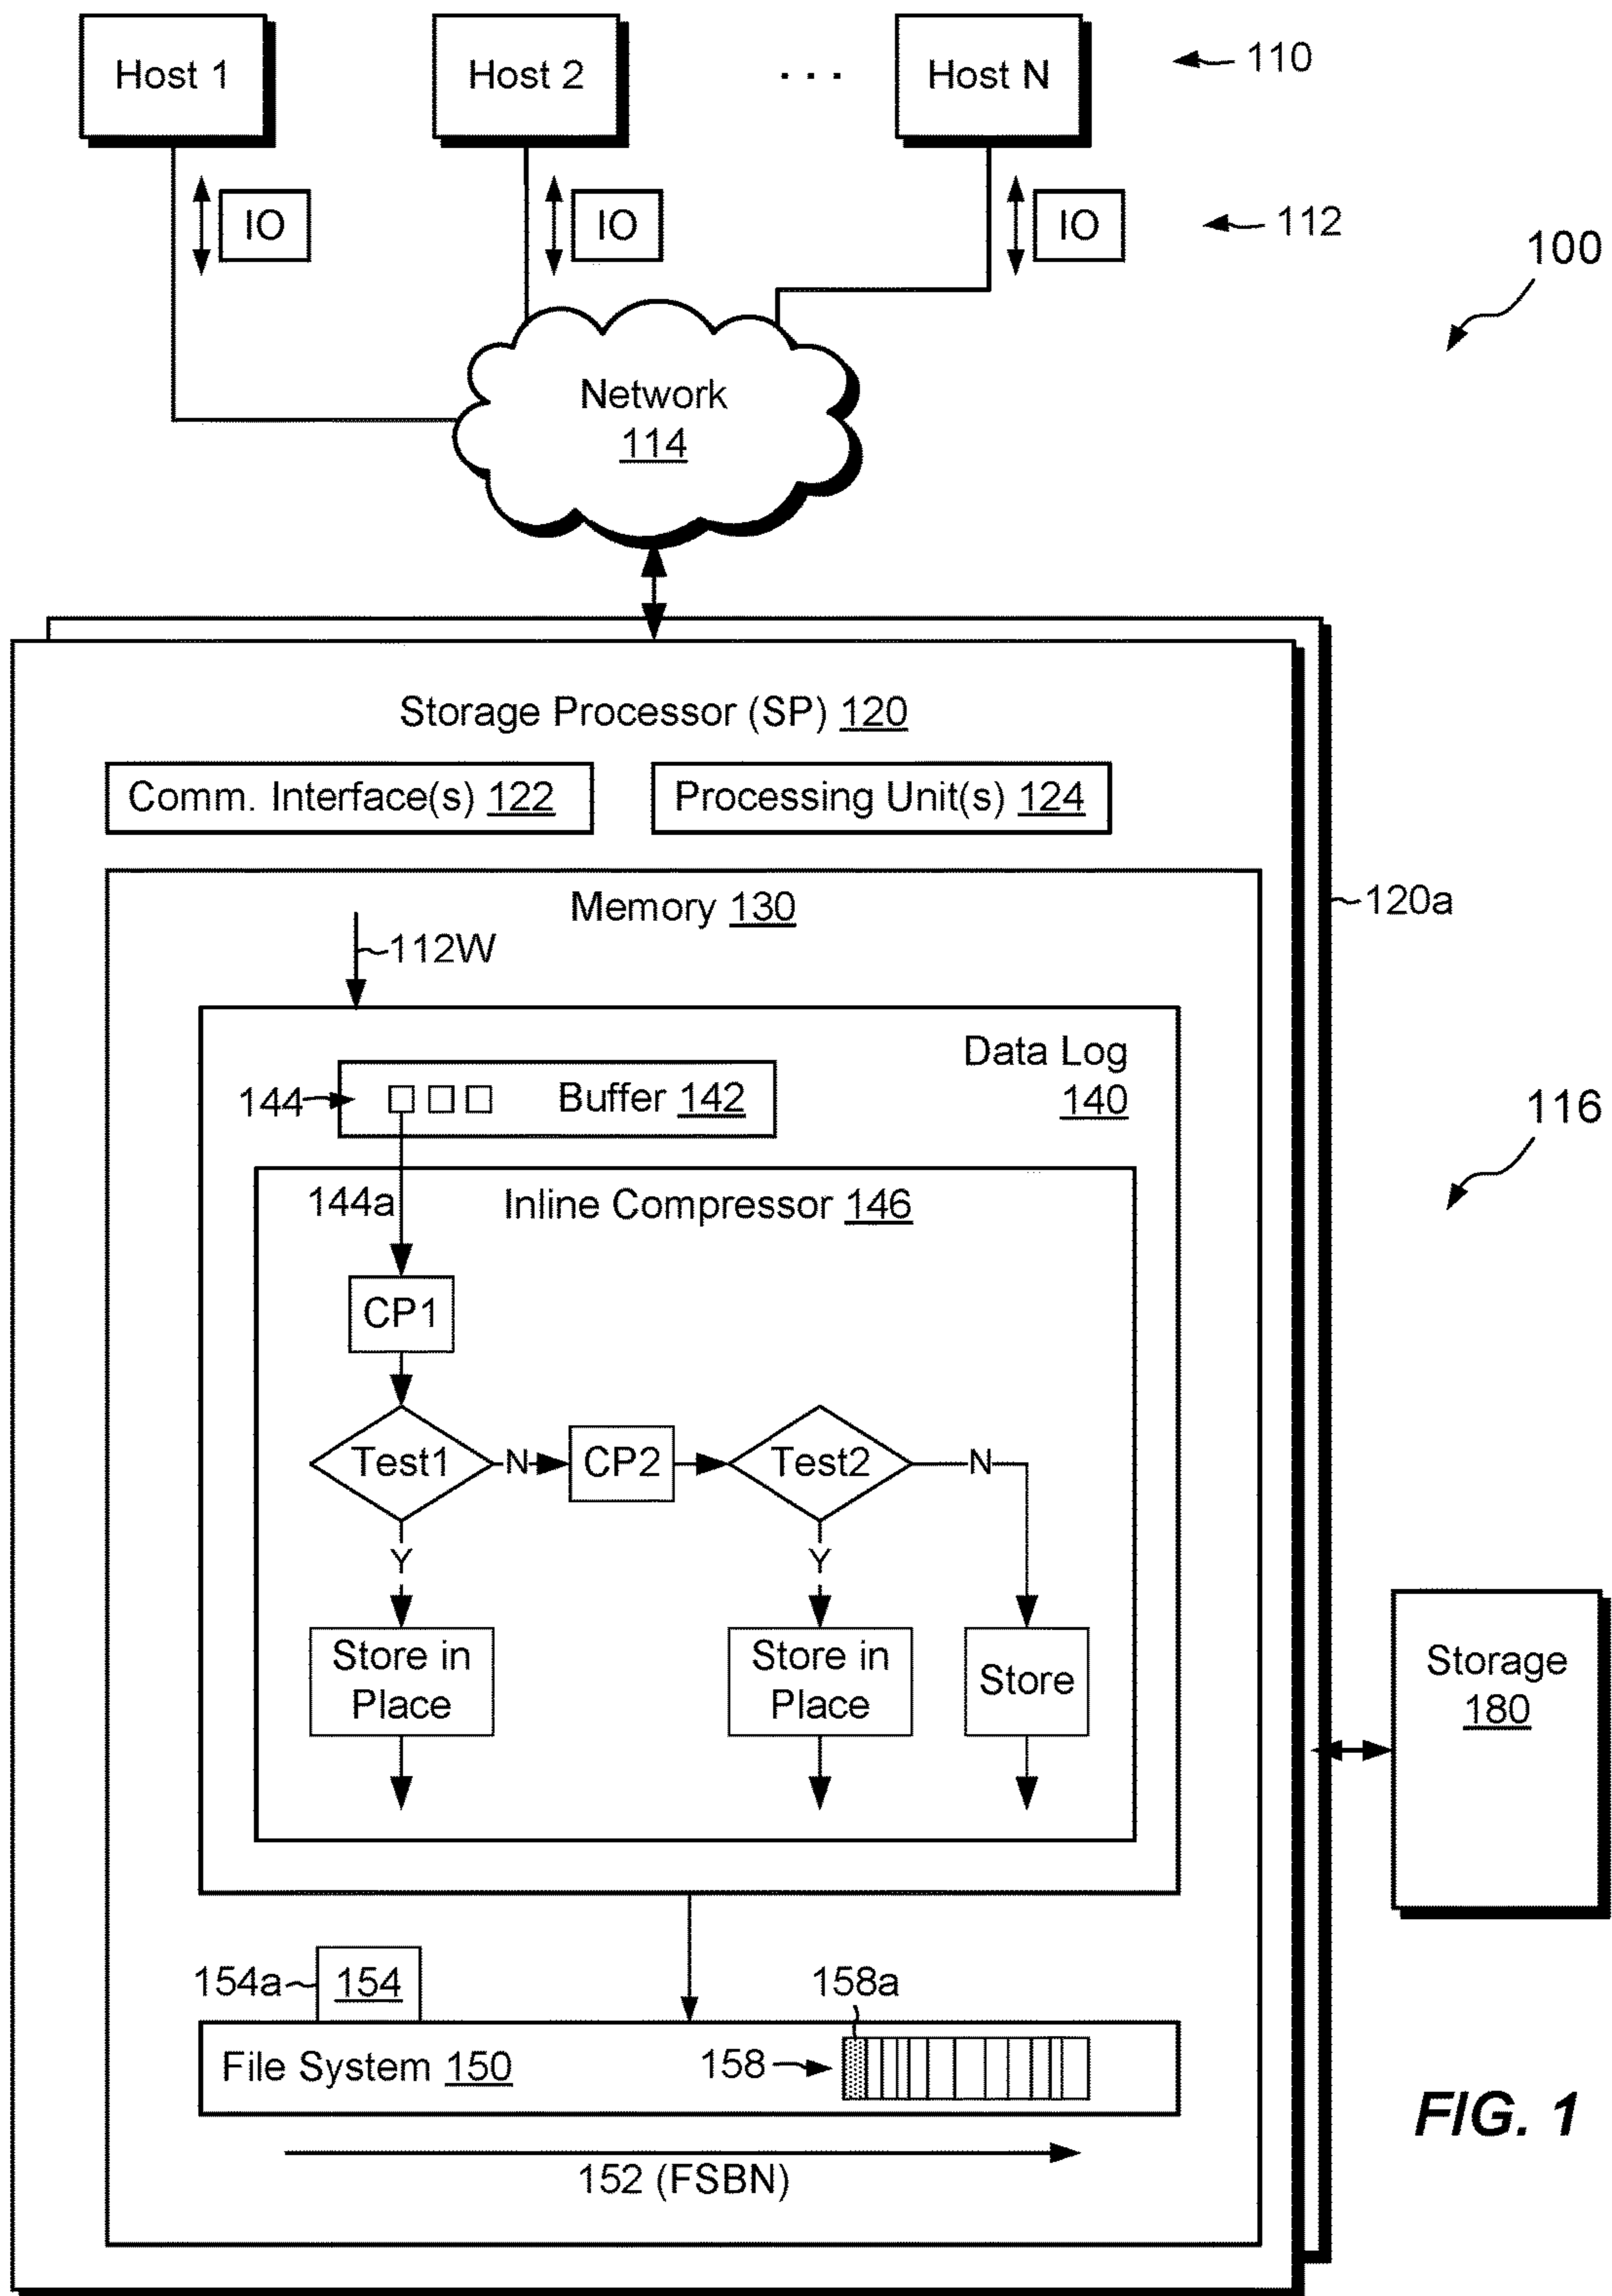 Host 1
Host 2
. . .
Host N
110
IO
IO
IO
112
100
Network
114
Storage Processor (SP) 120
Comm. Interface(s) 122
Processing Unit(s) 124
Memory 130
120a
112W
Data Log
140
144
Buffer 142
116
144a
Inline Compressor 146
CP1
Test1
N
CP2
Test2
N
Y
Y
Store in
Place
Store in
Place
Store
Storage
180
154a
154
158a
File System 150
158
152 (FSBN)
FIG. 1